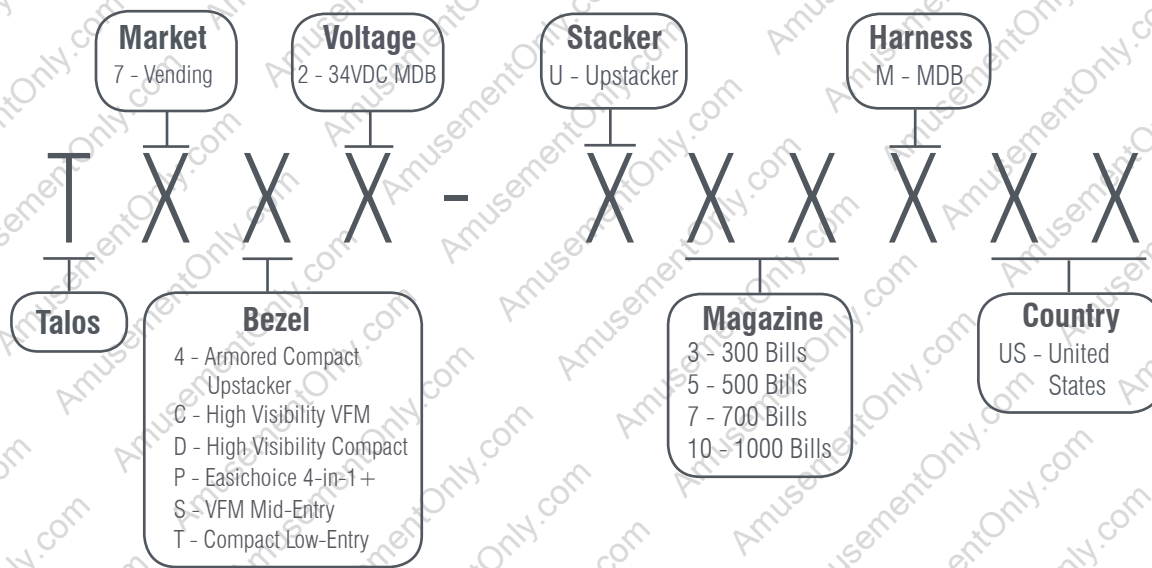 Market
7 - Vending
Voltage
2 - 34VDC MDB
Stacker
U - Upstacker
Harness
M - MDB
T X X X - X X X X X X
Talos
Bezel
4 - Armored Compact
Upstacker
C - High Visibility VFM
D - High Visibility Compact
P - Easichoice 4-in-1+
S - VFM Mid-Entry
T - Compact Low-Entry
Magazine
3 - 300 Bills
5 - 500 Bills
7 - 700 Bills
10 - 1000 Bills
Country
US - United
States
AmusementOnly.com